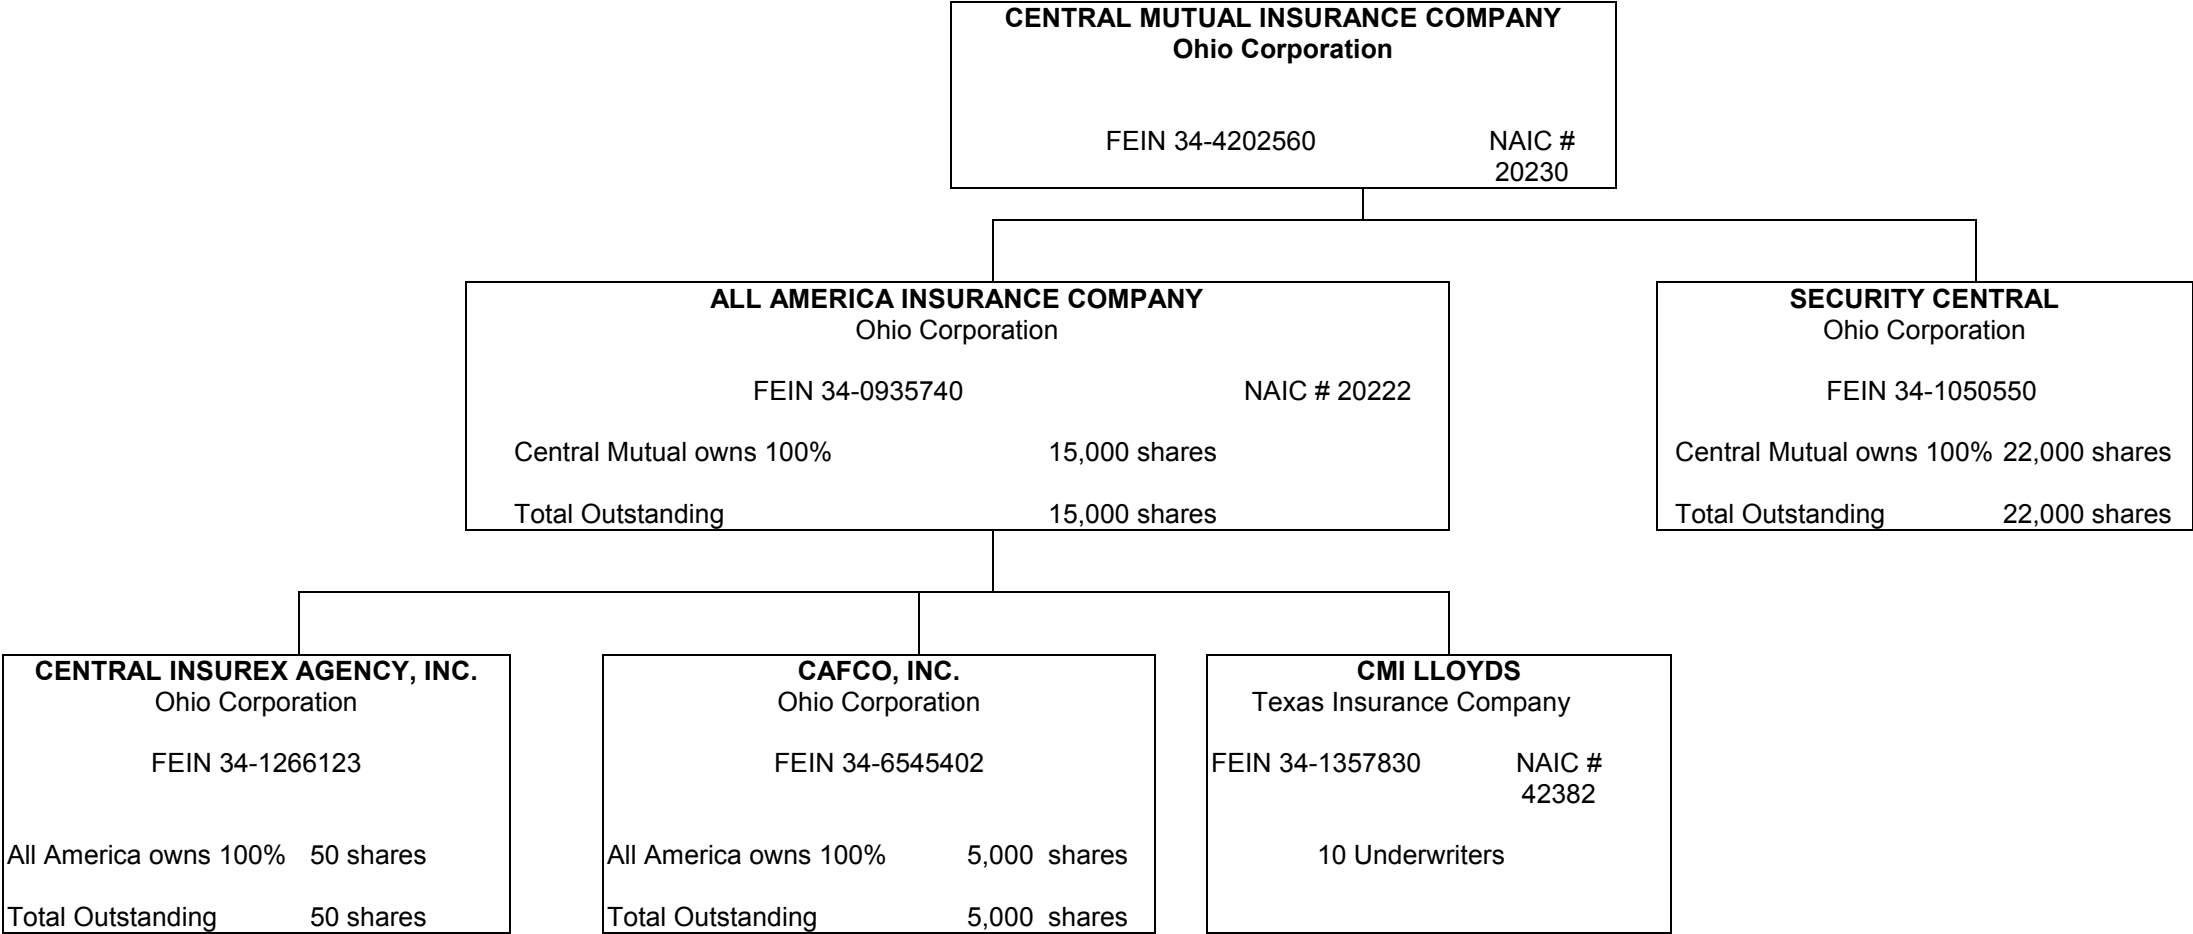 CENTRAL MUTUAL INSURANCE COMPANY
Ohio Corporation
FEIN 34-4202560 NAIC #
20230
ALL AMERICA INSURANCE COMPANY
Ohio Corporation
FEIN 34-0935740 NAIC # 20222
Central Mutual owns 100% 15,000 shares
Total Outstanding 15,000 shares
SECURITY CENTRAL
Ohio Corporation
FEIN 34-1050550
Central Mutual owns 100% 22,000 shares
Total Outstanding 22,000 shares
CENTRAL INSUREX AGENCY, INC.
Ohio Corporation
FEIN 34-1266123
All America owns 100% 50 shares
Total Outstanding 50 shares
CAFCO, INC.
Ohio Corporation
FEIN 34-6545402
All America owns 100% 5,000 shares
Total Outstanding 5,000 shares
CMI LLOYDS
Texas Insurance Company
FEIN 34-1357830 NAIC #
42382
10 Underwriters